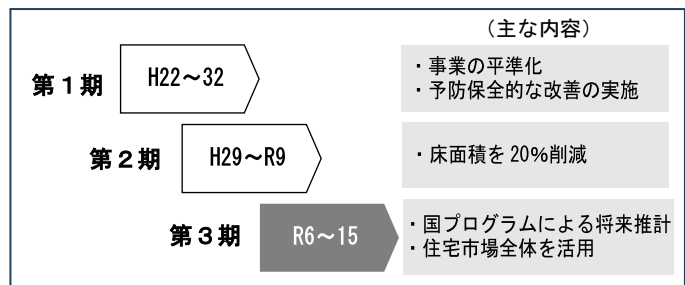 （主な内容）
第１期
H22～32
・事業の平準化
・予防保全的な改善の実施
第２期
H29～R9
・床面積を20%削減
第３期
R6～15
・国プログラムによる将来推計
・住宅市場全体を活用